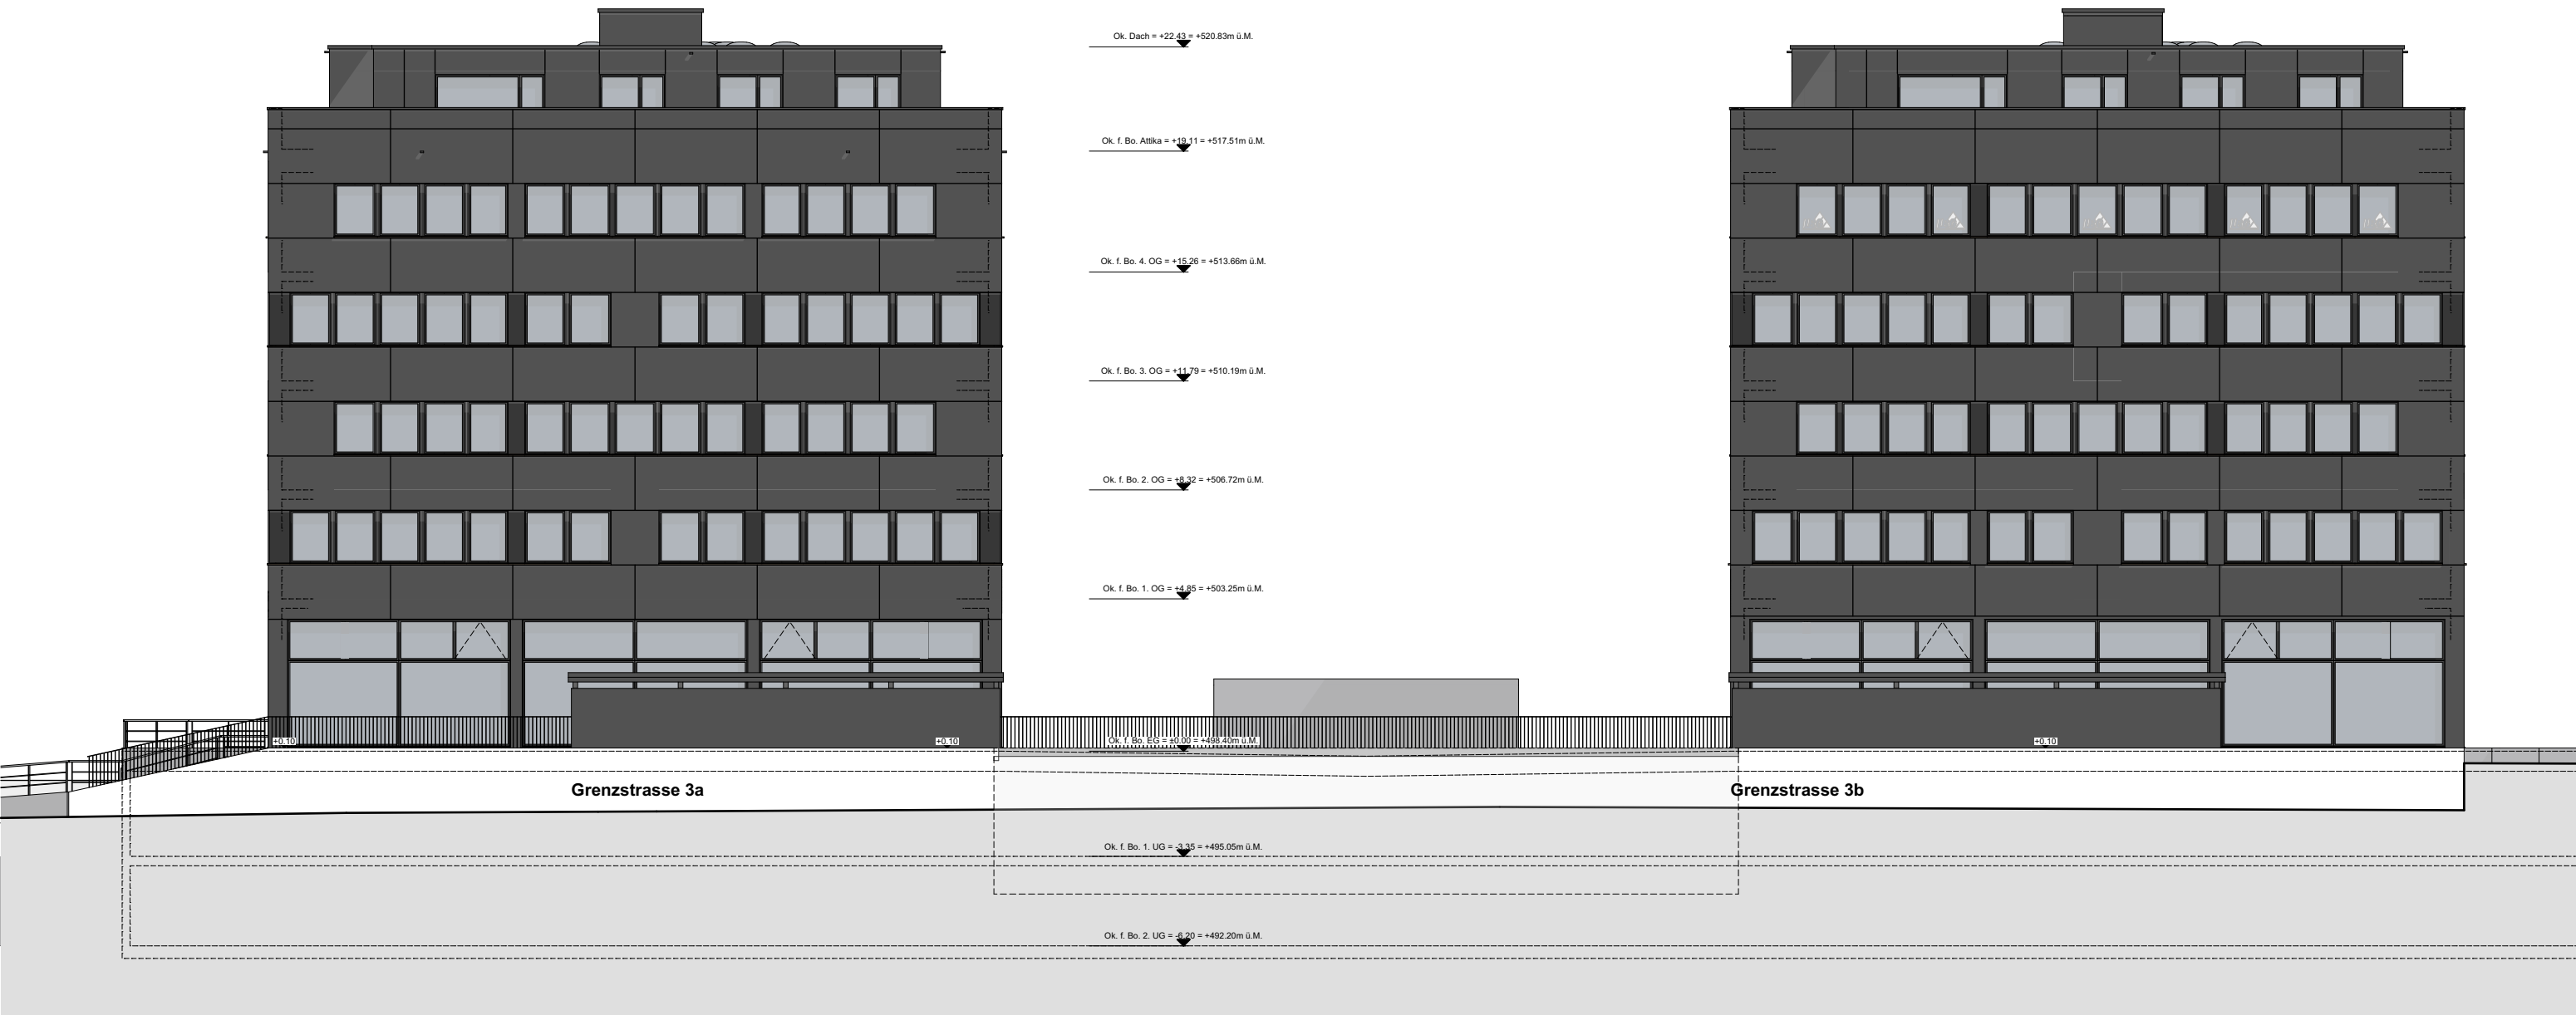 Ok. Dach = +22.43 = +520.83m ü.M.
Ok. f. Bo. Attika = +19.11 = +517.51m ü.M.
Ok. f. Bo. 4. OG = +15.26 = +513.66m ü.M.
Ok. f. Bo. 3. OG = +11.79 = +510.19m ü.M.
Ok. f. Bo. 2. OG = +8.32 = +506.72m ü.M.
Ok. f. Bo. 1. OG = +4.85 = +503.25m ü.M.
+0.10
+0.10
Ok. f. Bo. EG = ±0.00 = +498.40m ü.M.
+0.10
Grenzstrasse 3a
Grenzstrasse 3b
Ok. f. Bo. 1. UG = -3.35 = +495.05m ü.M.
Ok. f. Bo. 2. UG = -6.20 = +492.20m ü.M.